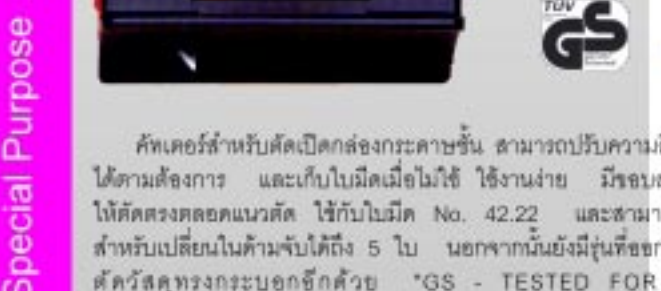 Special Purpose
TÜV
GS
คัทเตอร์สำหรับตัดเปิดกล่องกระดาษชั้น สามารถปรับความ
ได้ตามต้องการ และเก็บใบมีดเมื่อไม่ใช้ ใช้งานง่าย มีขอบ
ให้ตัดตรงตลอดแนวตัด ใช้กับใบมีด No. 42.22 และสามา
สำหรับเปลี่ยนในด้ามจับได้ถึง 5 ใบ นอกจากนั้นยังมีรุ่นที่ออก
ตัดวัสดุทรงกระบอกอีกด้วย "GS - TESTED FOR